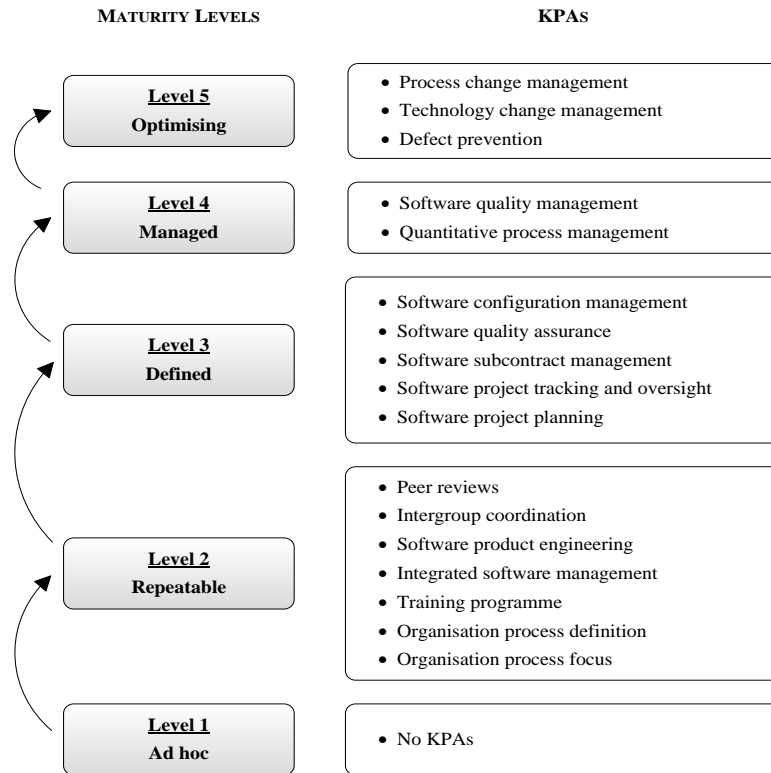 MATURITY LEVELS
KPAS
Level 5
Optimising
• Process change management
• Technology change management
• Defect prevention
Level 4
Managed
• Software quality management
• Quantitative process management
Level 3
Defined
• Software configuration management
• Software quality assurance
• Software subcontract management
• Software project tracking and oversight
• Software project planning
Level 2
Repeatable
• Peer reviews
• Intergroup coordination
• Software product engineering
• Integrated software management
• Training programme
• Organisation process definition
• Organisation process focus
Level 1
Ad hoc
• No KPAs